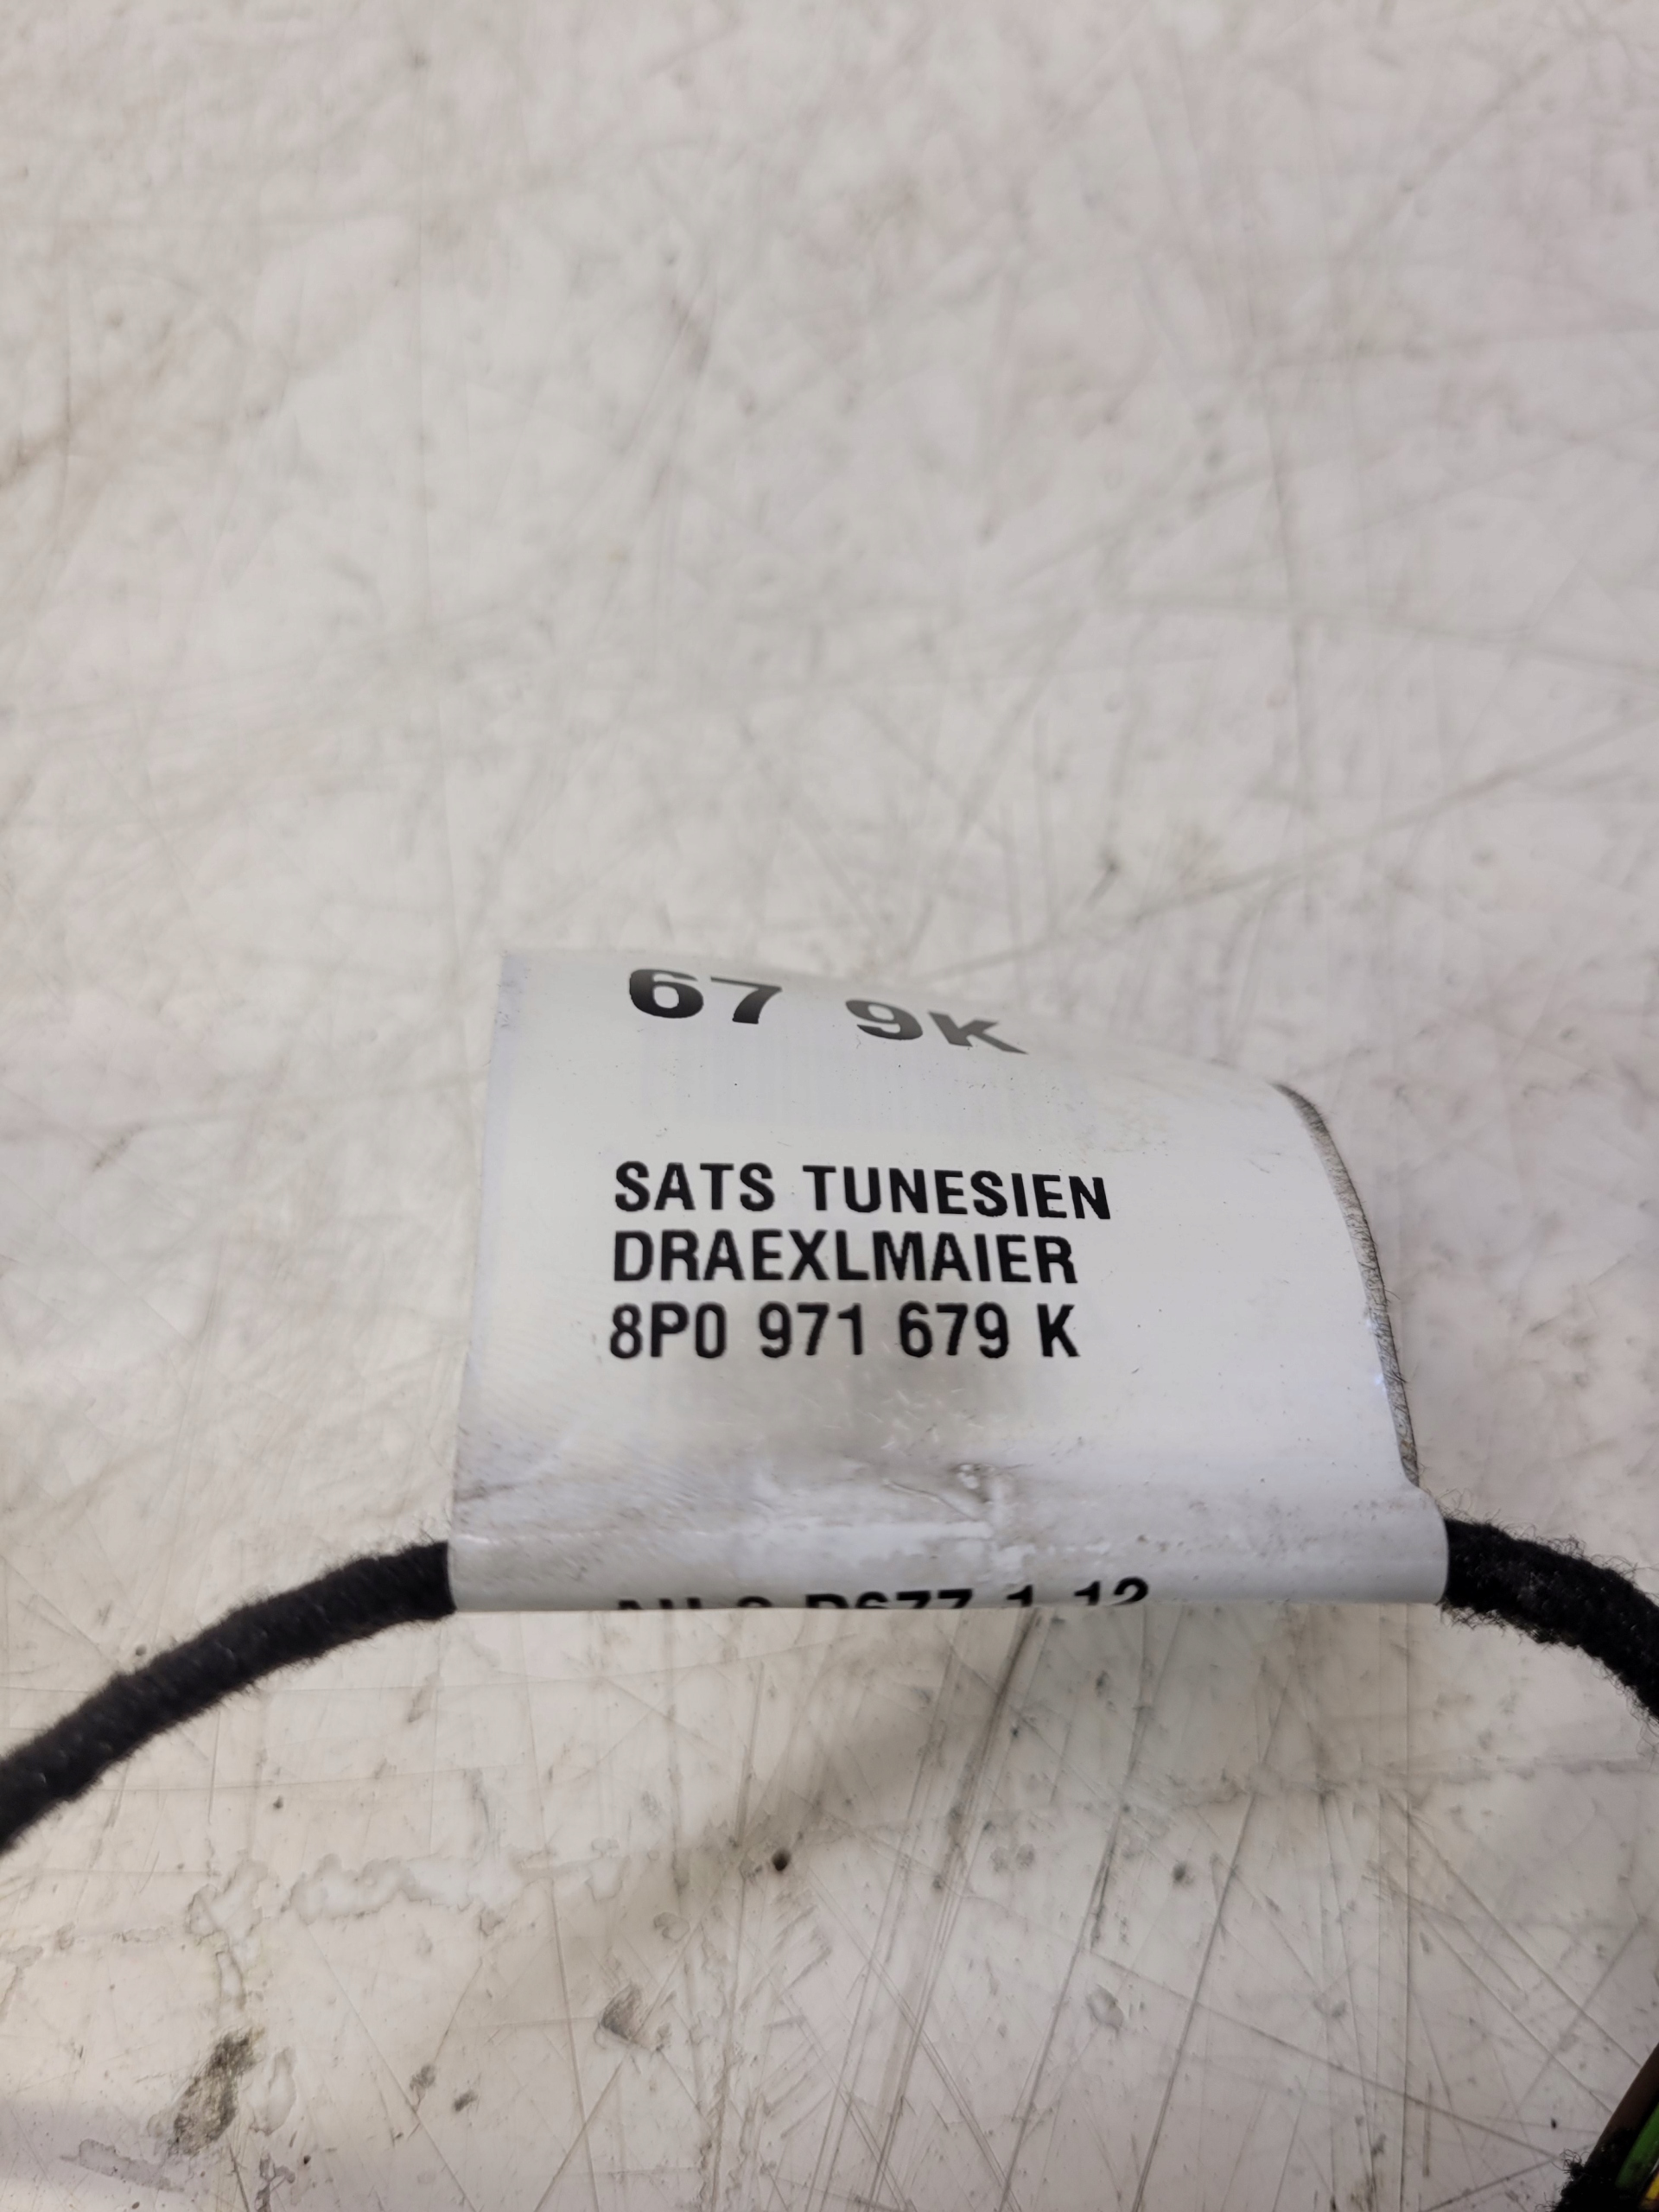 67 9K
SATS TUNESIEN
DRAEXLMAIER
8P0 971 679 K